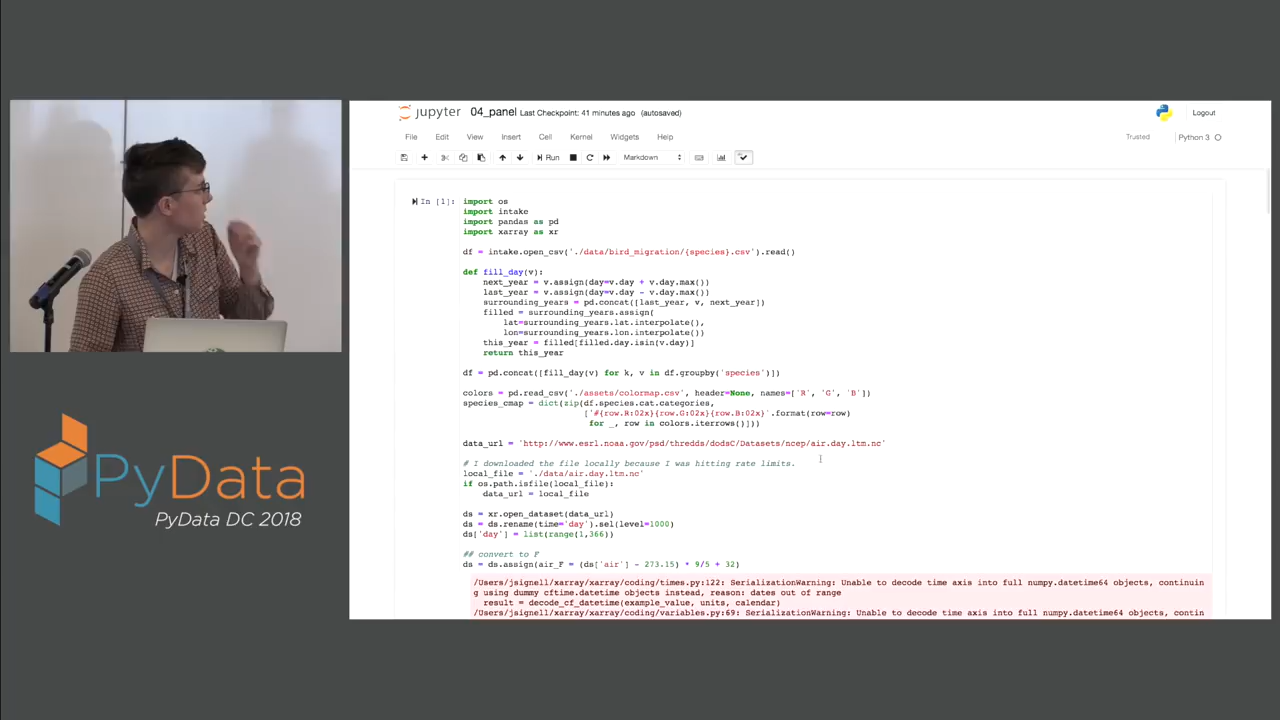 jupyter 04_panel Last Checkpoint: 41 minutes ago (autosaved)
Logout
File Edit View Insert Cell Kernel Widgets Help
Trusted
Python 3
Run
Markdown
In [1]:
import os
import intake
import pandas as pd
import xarray as xr
df = intake.open_csv('./data/bird_migration/{species}.csv').read()
def fill_day(v):
    next_year = v.assign(day=v.day + v.day.max())
    last_year = v.assign(day=v.day - v.day.max())
    surrounding_years = pd.concat([last_year, v, next_year])
    filled = surrounding_years.assign(
        lat=surrounding_years.lat.interpolate(),
        lon=surrounding_years.lon.interpolate())
    this_year = filled[filled.day.isin(v.day)]
    return this_year
df = pd.concat([fill_day(v) for k, v in df.groupby('species')])
colors = pd.read_csv('./assets/colormap.csv', header=None, names=['R', 'G', 'B'])
species_cmap = dict(zip(df.species.cat.categories,
                        ['#{row.R:02x}{row.G:02x}{row.B:02x}'.format(row=row)
                         for _, row in colors.iterrows()]))
data_url = 'http://www.esrl.noaa.gov/psd/thredds/dodsC/Datasets/ncep/air.day.ltm.nc'
# I downloaded the file locally because I was hitting rate limits.
local_file = './data/air.day.ltm.nc'
if os.path.isfile(local_file):
    data_url = local_file
ds = xr.open_dataset(data_url)
ds = ds.rename(time='day').sel(level=1000)
ds['day'] = list(range(1,366))
## convert to F
ds = ds.assign(air_F = (ds['air'] - 273.15) * 9/5 + 32)
/Users/jsignell/xarray/xarray/coding/times.py:122: SerializationWarning: Unable to decode time axis into full numpy.datetime64 objects, continuin
g using dummy cftime.datetime objects instead, reason: dates out of range
  result = decode_cf_datetime(example_value, units, calendar)
/Users/jsignell/xarray/xarray/coding/variables.py:69: SerializationWarning: Unable to decode time axis into full numpy.datetime64 objects, contin
PyData
PyData DC 2018